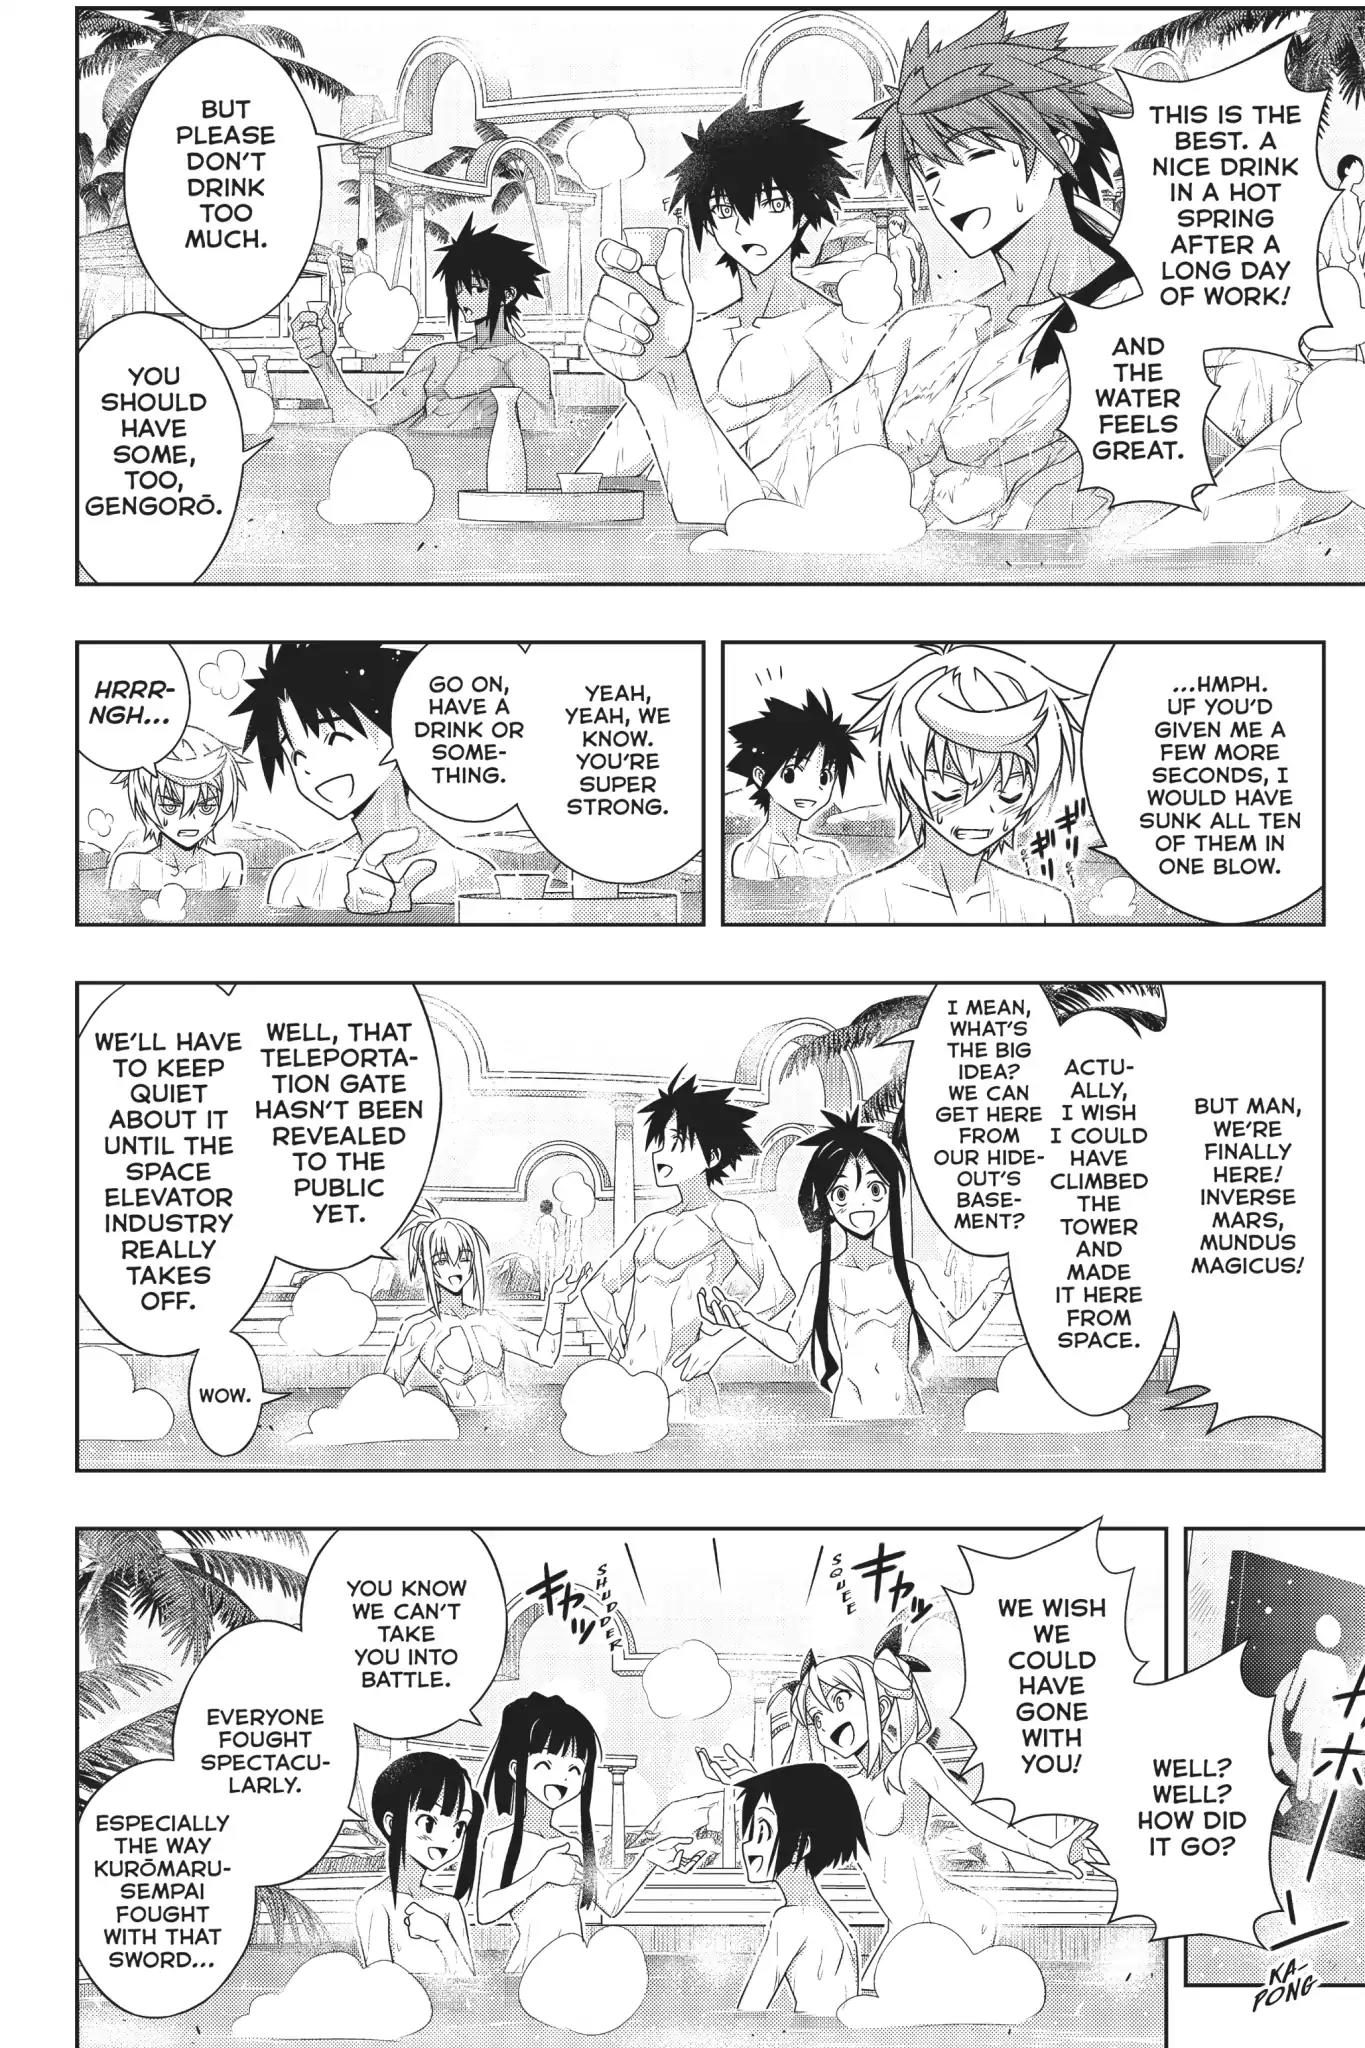 THIS IS THE
BEST. A
NICE DRINK
IN A HOT
SPRING
AFTER A
LONG DAY
OF WORK!
AND
THE
WATER
FEELS
GREAT.
BUT
PLEASE
DON'T
DRINK
TOO
MUCH.
YOU
SHOULD
HAVE
SOME,
TOO,
GENGORŌ.
...HMPH.
UF YOU'D
GIVEN ME A
FEW MORE
SECONDS, I
WOULD HAVE
SUNK ALL TEN
OF THEM IN
ONE BLOW.
YEAH,
YEAH, WE
KNOW.
YOU'RE
SUPER
STRONG.
GO ON,
HAVE A
DRINK OR
SOME-
THING.
HRRR-
NGH...
BUT MAN,
WE'RE
FINALLY
HERE!
INVERSE
MARS,
MUNDUS
MAGICUS!
ACTU-
ALLY,
I WISH
I COULD
HAVE
CLIMBED
THE
TOWER
AND
MADE
IT HERE
FROM
SPACE.
I MEAN,
WHAT'S
THE BIG
IDEA?
WE CAN
GET HERE
FROM
OUR HIDE-
OUT'S
BASE-
MENT?
WELL, THAT
TELEPORTA-
TION GATE
HASN'T BEEN
REVEALED
TO THE
PUBLIC
YET.
WE'LL HAVE
TO KEEP
QUIET
ABOUT IT
UNTIL THE
SPACE
ELEVATOR
INDUSTRY
REALLY
TAKES
OFF.
WOW.
KA-
PONG
WELL?
WELL?
HOW DID
IT GO?
WE WISH
WE
COULD
HAVE
GONE
WITH
YOU!
キャッ
SQUEE
キャッ
SHUDDER
YOU KNOW
WE CAN'T
TAKE
YOU INTO
BATTLE.
EVERYONE
FOUGHT
SPECTACU-
LARLY.
ESPECIALLY
THE WAY
KURŌMARU-
SEMPAI
FOUGHT
WITH THAT
SWORD...